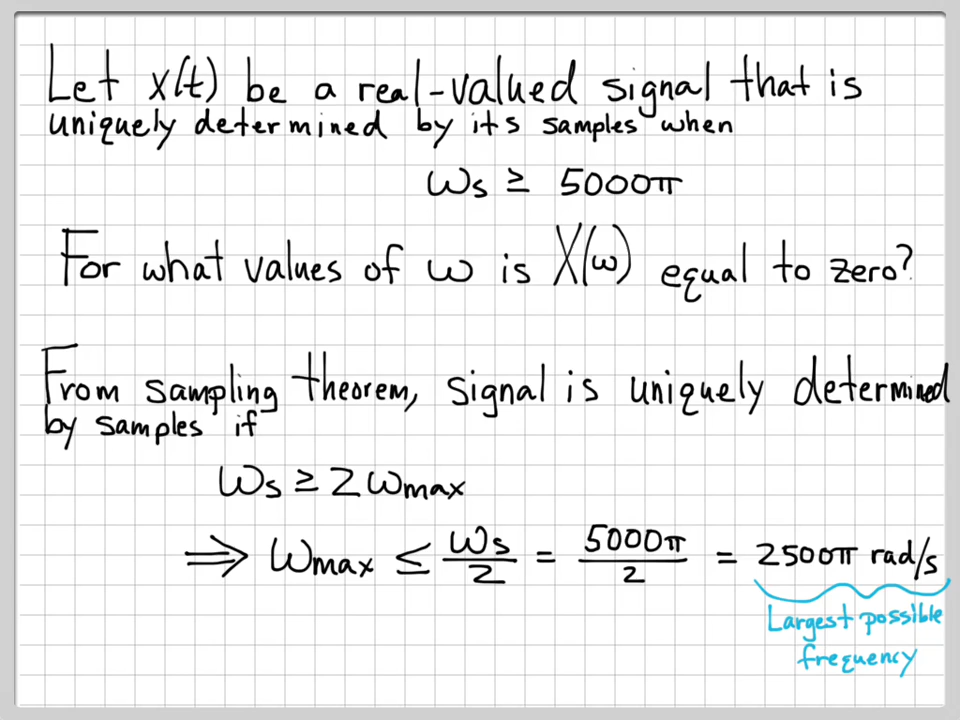 Let x(t) be a real-valued signal that is
uniquely determined by its samples when
ωs ≥ 5000π
For what values of ω is X(ω) equal to zero?
From sampling theorem, signal is uniquely determined
by samples if
ωs ≥ 2ωmax
⟹ ωmax ≤ ωs/2 = 5000π/2 = 2500π rad/s
Largest possible
frequency